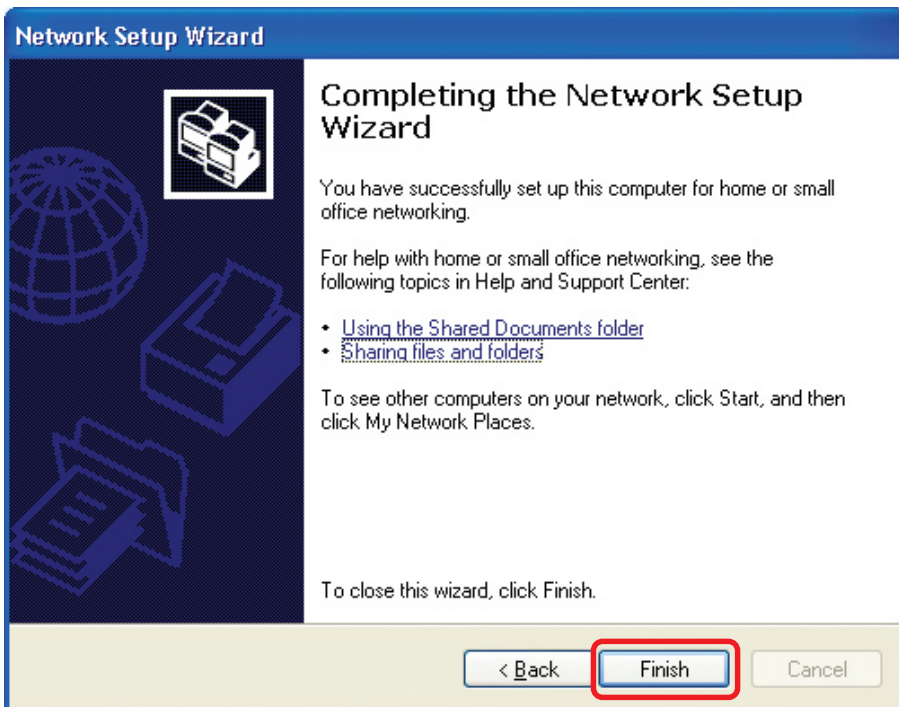 Network Setup Wizard
Completing the Network Setup
Wizard
You have successfully set up this computer for home or small
office networking.
For help with home or small office networking, see the
following topics in Help and Support Center:
• Using the Shared Documents folder
• Sharing files and folders
To see other computers on your network, click Start, and then
click My Network Places.
To close this wizard, click Finish.
< Back Finish Cancel